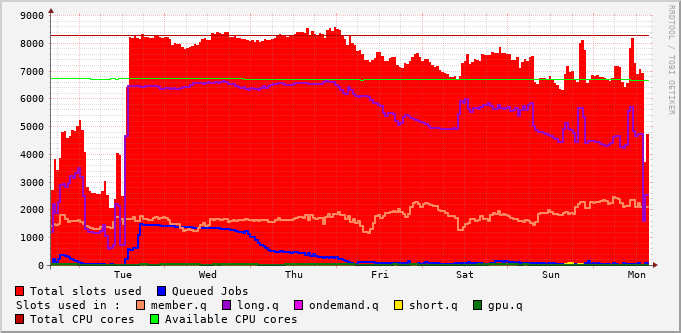 9000
8000
7000
6000
5000
4000
3000
2000
1000
0
Tue Wed Thu Fri Sat Sun Mon
RRDTOOL / TOBI OETIKER
Total slots used Queued Jobs
Slots used in : member.q long.q ondemand.q short.q gpu.q
Total CPU cores Available CPU cores